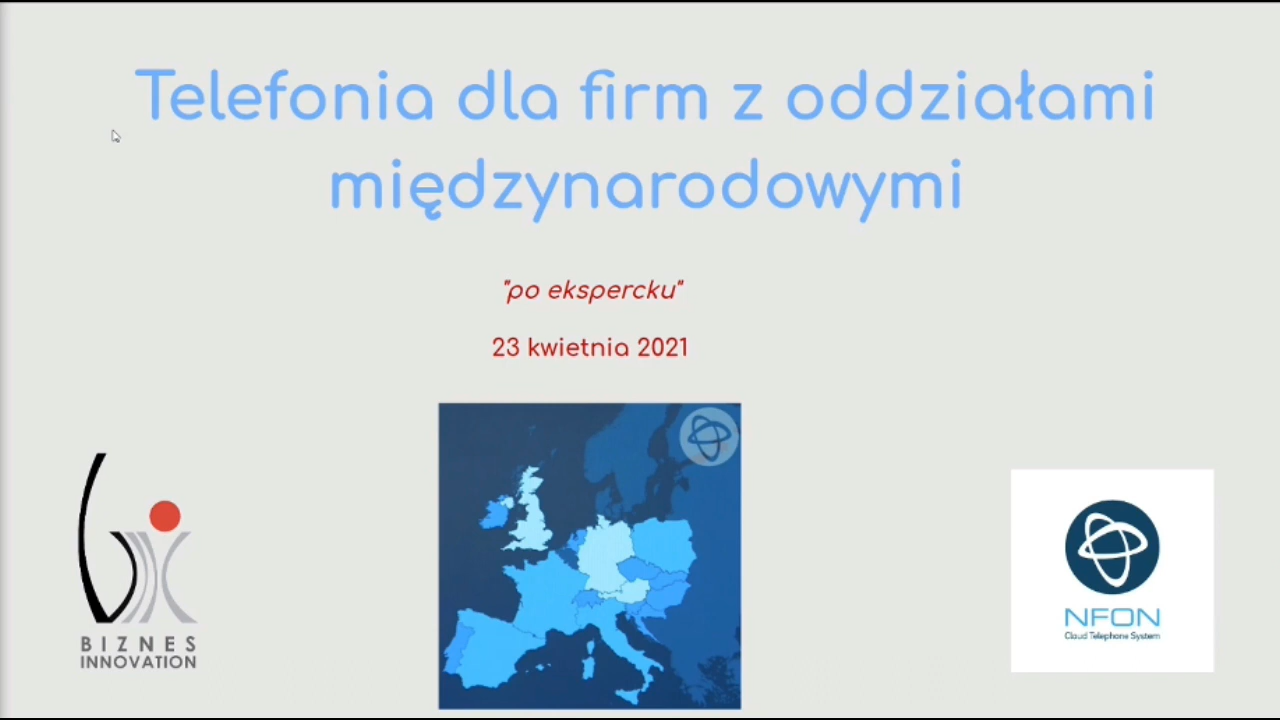 Telefonia dla firm z oddziałami
międzynarodowymi
"po ekspercku"
23 kwietnia 2021
BIZNES
INNOVATION
NFON
Cloud Telephone System